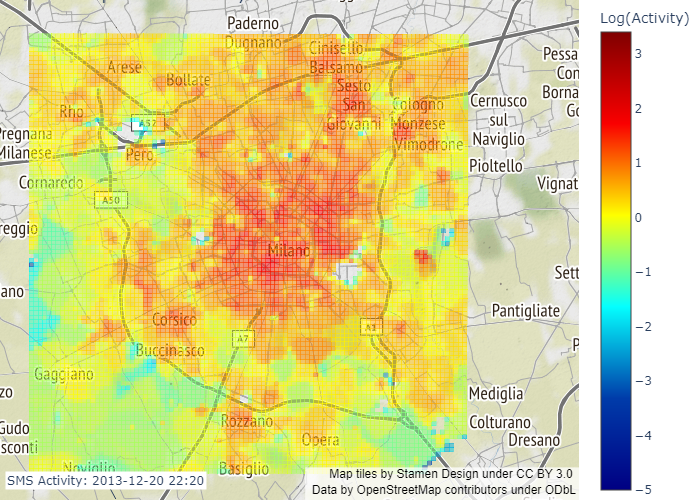 Log(Activity)
Paderno
Dugnano
Cinisello
Balsamo
Arese
Bollate
Sesto
San
Giovanni
Cologno
Monzese
Vimodrone
Rho
A52
Pero
Pregnana
Milanese
Cornaredo
A50
reggio
ano
Milano
Cernusco
sul
Naviglio
Pioltello
Pessa
Con
Borna
Go
Vignat
Sett
Pantigliate
P
Corsico
A7
Buccinasco
Gaggiano
zo
Gudo
sconti
Rozzano
Opera
Mediglia
Colturano
Dresano
Noviglio
Basiglio
3
2
1
0
−1
−2
−3
−4
−5
SMS Activity: 2013-12-20 22:20
Map tiles by Stamen Design under CC BY 3.0
Data by OpenStreetMap contributors under ODbL